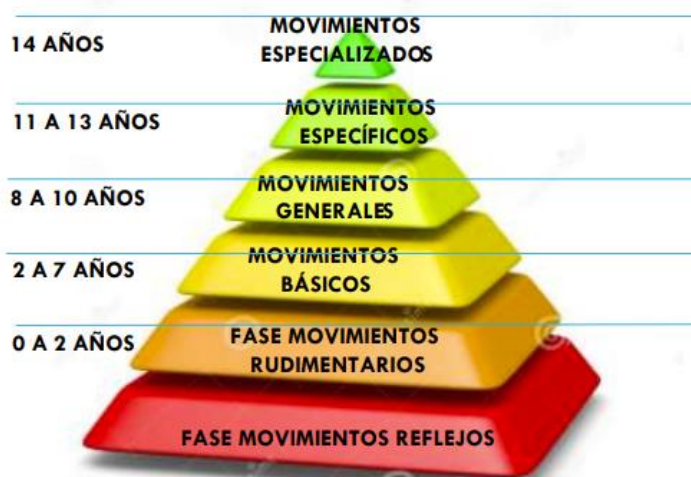 14 AÑOS
MOVIMIENTOS
ESPECIALIZADOS
11 A 13 AÑOS
MOVIMIENTOS
ESPECÍFICOS
8 A 10 AÑOS
MOVIMIENTOS
GENERALES
2 A 7 AÑOS
MOVIMIENTOS
BÁSICOS
0 A 2 AÑOS
FASE MOVIMIENTOS
RUDIMENTARIOS
FASE MOVIMIENTOS REFLEJOS